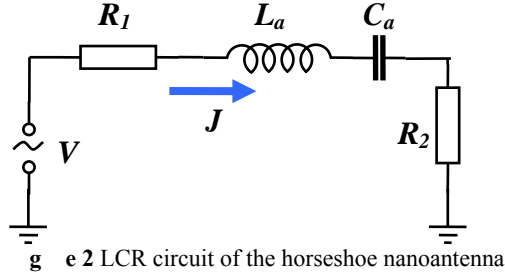 R₁ Lₐ Cₐ
J
V R₂
g e 2 LCR circuit of the horseshoe nanoantenna